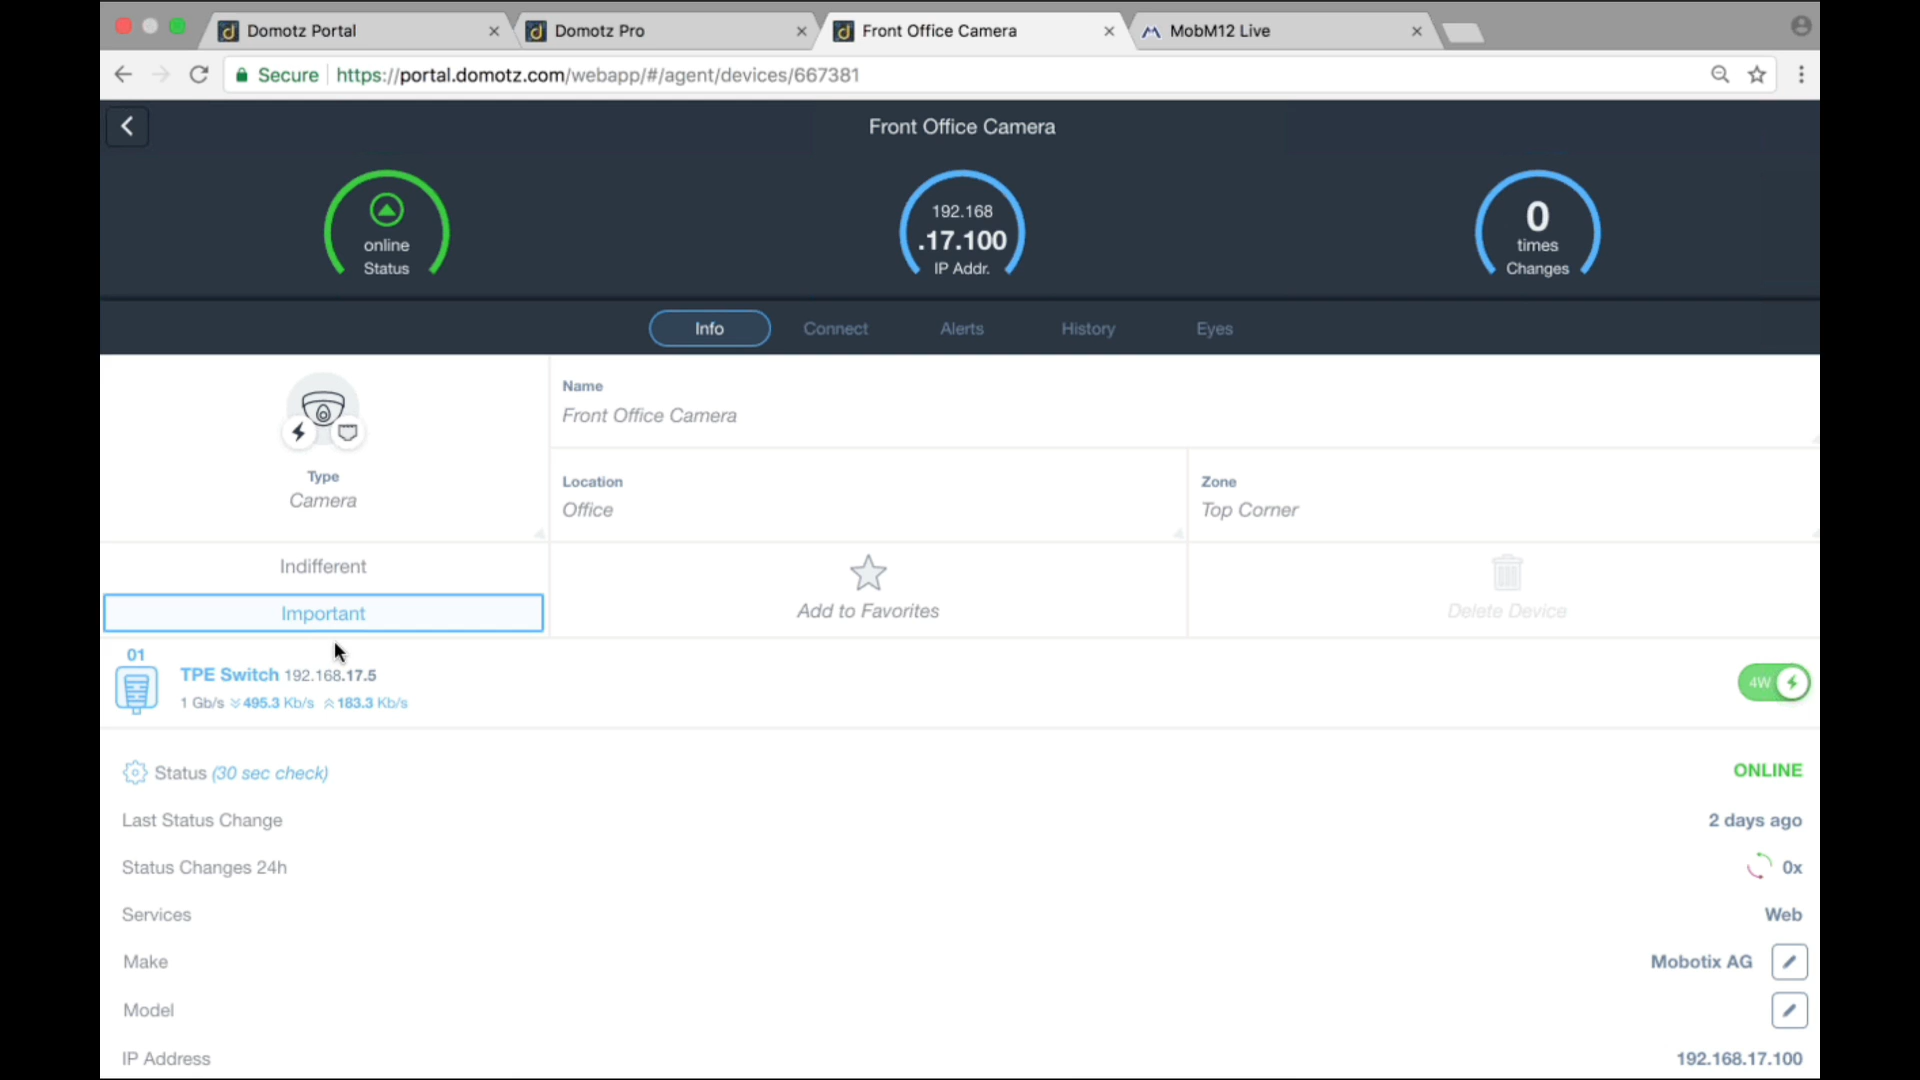 Domotz Portal
Domotz Pro
Front Office Camera
MobM12 Live
Secure https://portal.domotz.com/webapp/#/agent/devices/667381
Front Office Camera
online
Status
192.168
.17.100
IP Addr.
0
times
Changes
Info
Connect
Alerts
History
Eyes
Type
Camera
Name
Front Office Camera
Location
Office
Zone
Top Corner
Indifferent
Important
Add to Favorites
Delete Device
01
TPE Switch 192.168.17.5
1 Gb/s 495.3 Kb/s 183.3 Kb/s
4W
Status (30 sec check) ONLINE
Last Status Change 2 days ago
Status Changes 24h 0x
Services Web
Make Mobotix AG
Model
IP Address 192.168.17.100